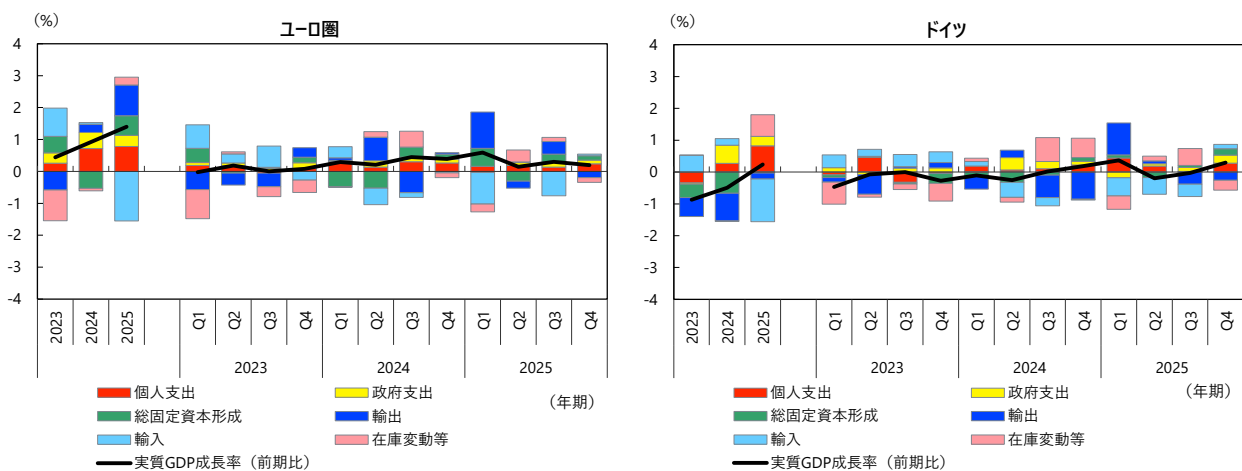 (%)
ユーロ圏
4
3
2
1
0
-1
-2
-3
-4
2023
2024
2025
Q1
Q2
Q3
Q4
Q1
Q2
Q3
Q4
Q1
Q2
Q3
Q4
2023
2024
2025
(年期)
個人支出
政府支出
総固定資本形成
輸出
輸入
在庫変動等
実質GDP成長率（前期比）
(%)
ドイツ
4
3
2
1
0
-1
-2
-3
-4
2023
2024
2025
Q1
Q2
Q3
Q4
Q1
Q2
Q3
Q4
Q1
Q2
Q3
Q4
2023
2024
2025
(年期)
個人支出
政府支出
総固定資本形成
輸出
輸入
在庫変動等
実質GDP成長率（前期比）